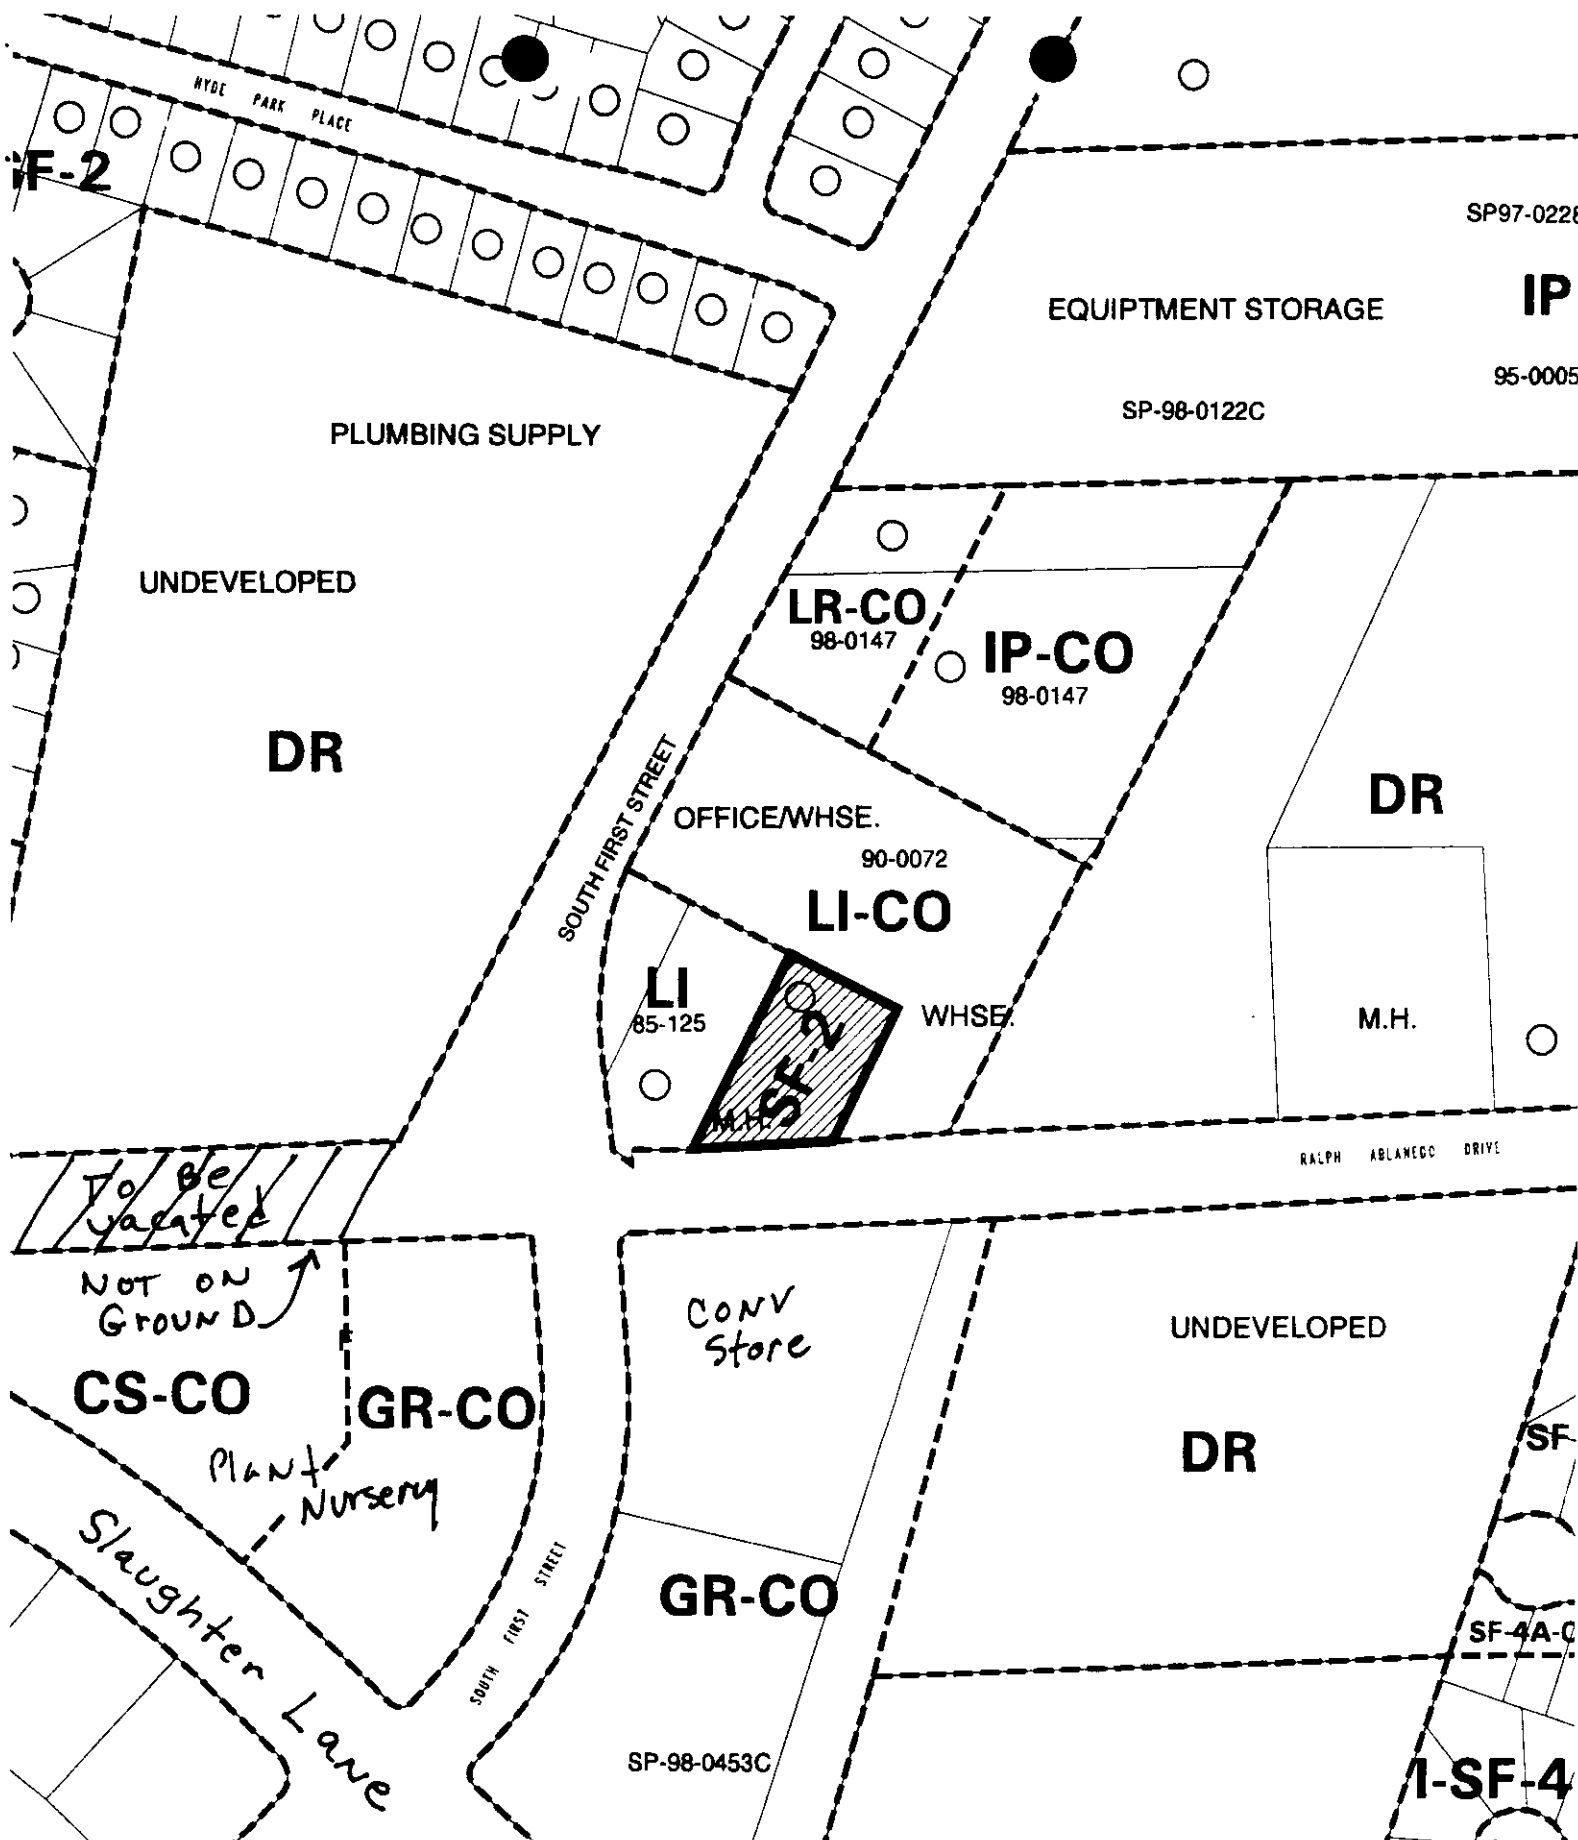 HYDE PARK PLACE
SP97-0228
IP
EQUIPTMENT STORAGE
95-0005
SP-98-0122C
PLUMBING SUPPLY
UNDEVELOPED
LR-CO
98-0147
IP-CO
98-0147
DR
SOUTH FIRST STREET
DR
OFFICE/WHSE.
90-0072
LI-CO
LI
85-125
SF-2
WHSE.
M.H.
M.H.
RALPH ABLANEDO DRIVE
To Be
vacated
NOT ON
GrouND
CONV
Store
UNDEVELOPED
CS-CO
GR-CO
DR
SF
Plant
Nursery
Slaughter Lane
SOUTH FIRST STREET
GR-CO
SF-4A-C
SP-98-0453C
I-SF-4